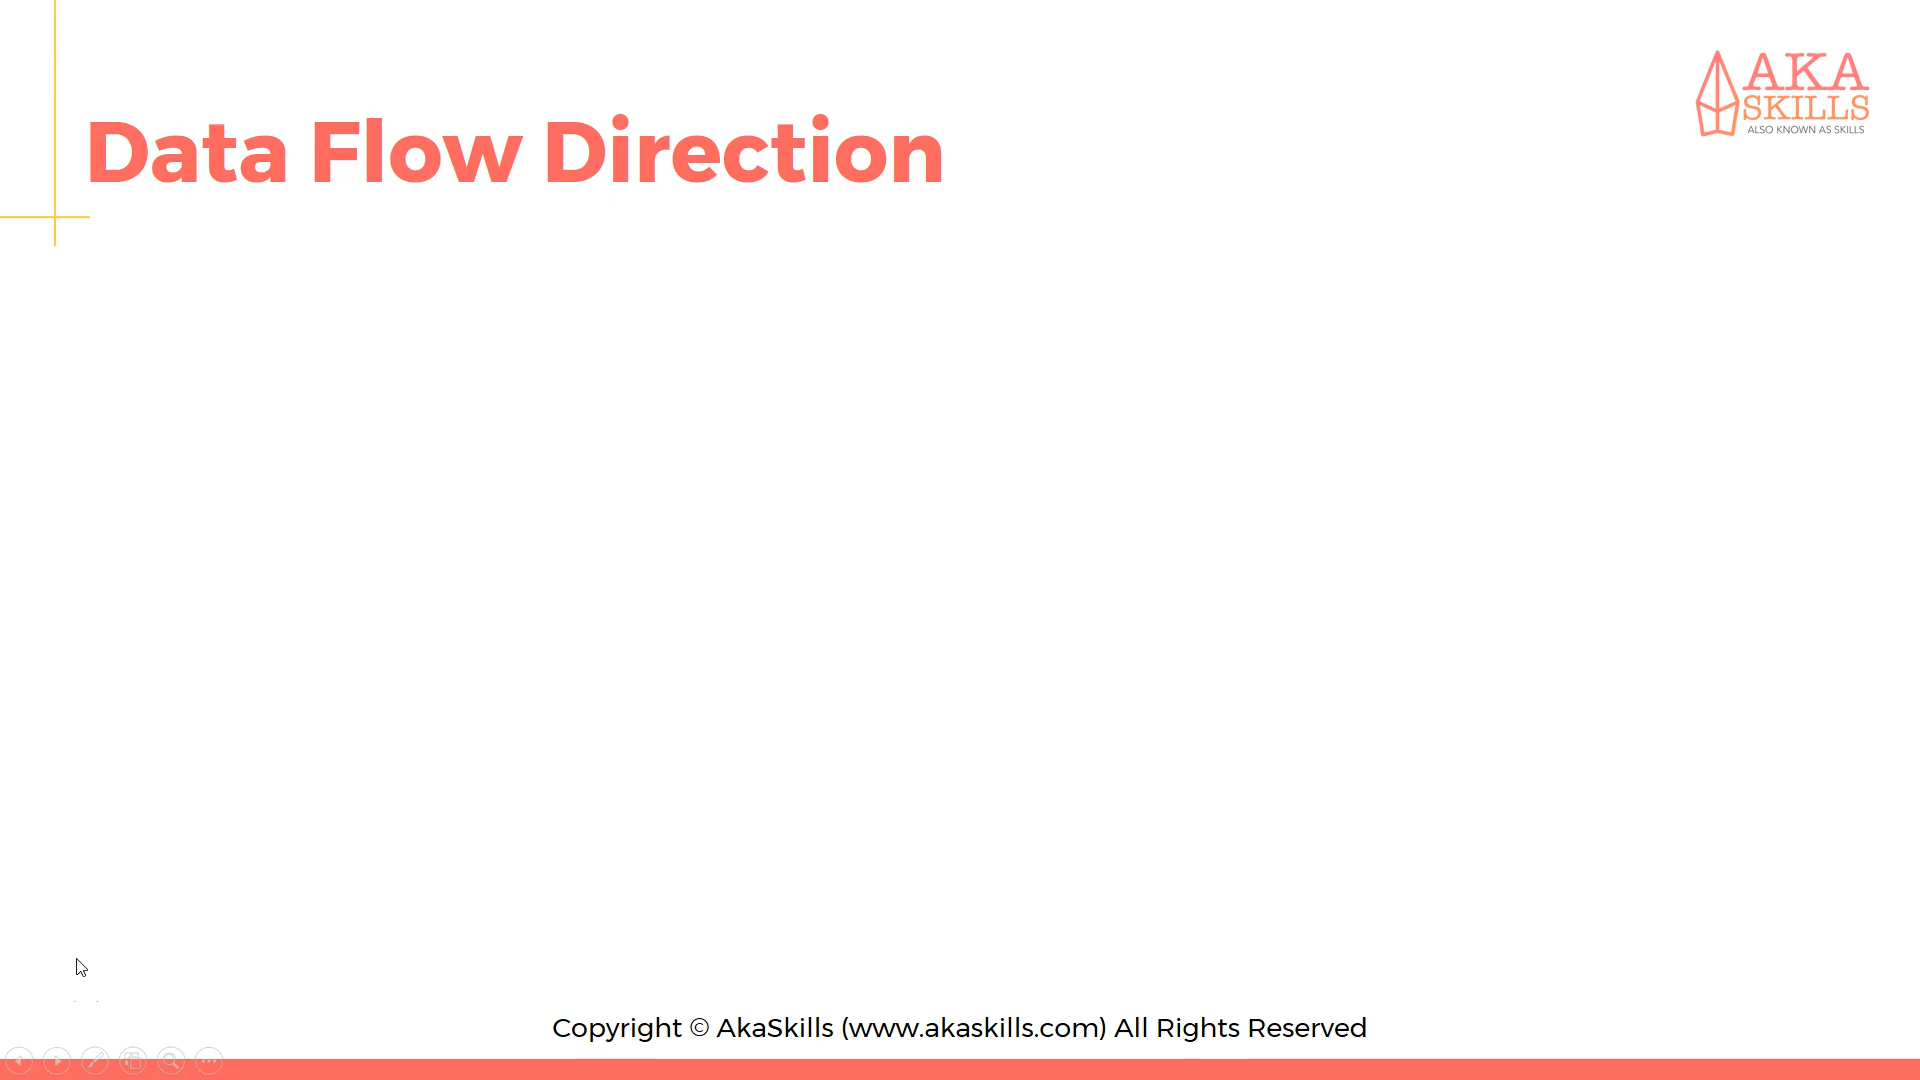 Data Flow Direction
AKA
SKILLS
ALSO KNOWN AS SKILLS
Copyright © AkaSkills (www.akaskills.com) All Rights Reserved